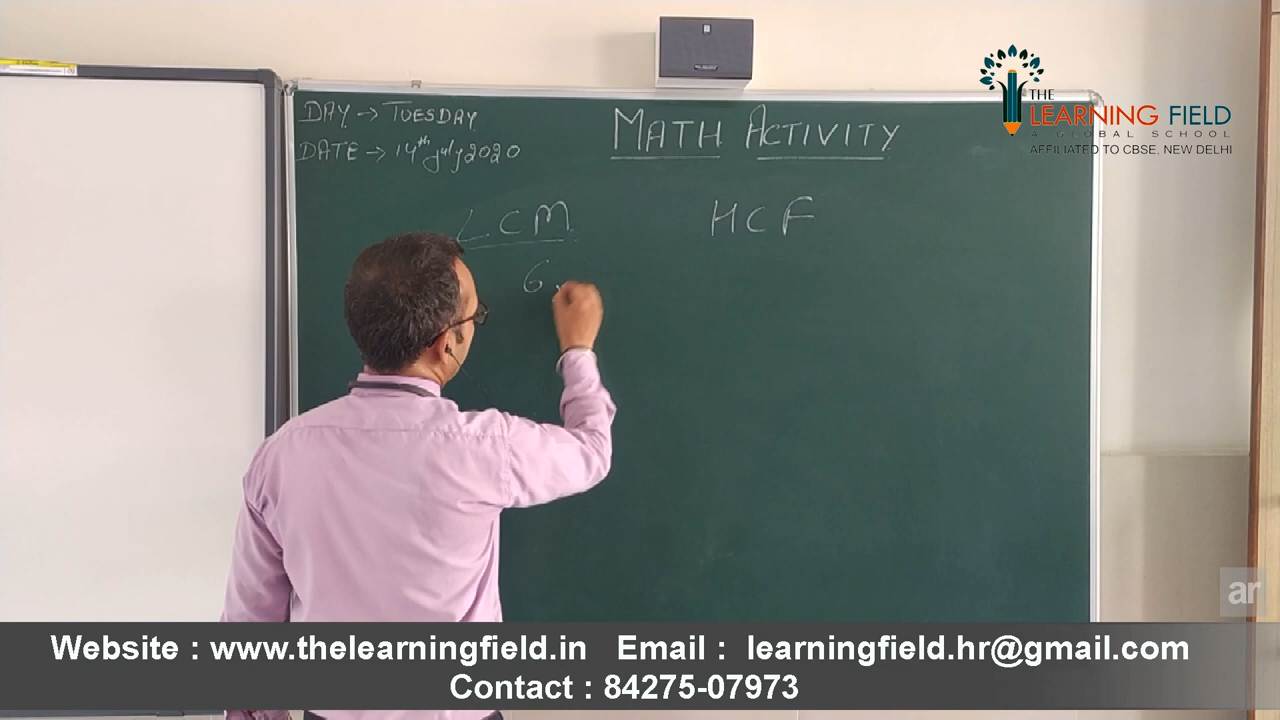 DAY → TUESDAY
DATE → 14th july 2020
MATH ACTIVITY
LCM
HCF
6,
THE
LEARNING FIELD
A GLOBAL SCHOOL
AFFILIATED TO CBSE, NEW DELHI
ar
Website : www.thelearningfield.in Email : learningfield.hr@gmail.com
Contact : 84275-07973